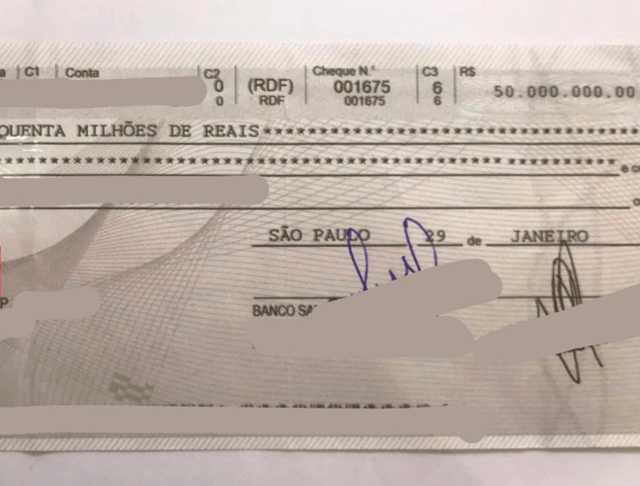 a C1 Conta C2 0 (RDF) Cheque N.º 001675 C3 6 R$ 50.000.000.00
0 RDF 001675 6
QUENTA MILHÕES DE REAIS***********************************
***********************************************************
SÃO PAULO 29 de JANEIRO
P
BANCO SA